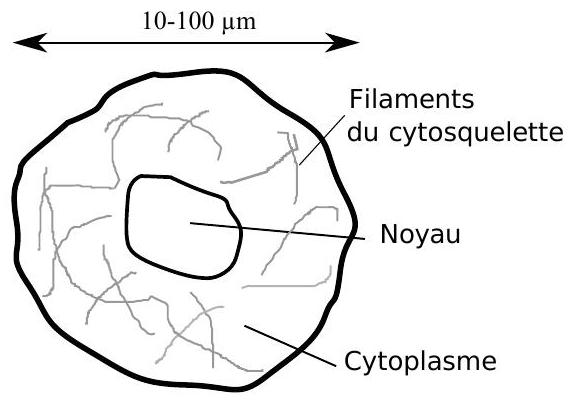 10-100 µm
Filaments
du cytosquelette
Noyau
Cytoplasme